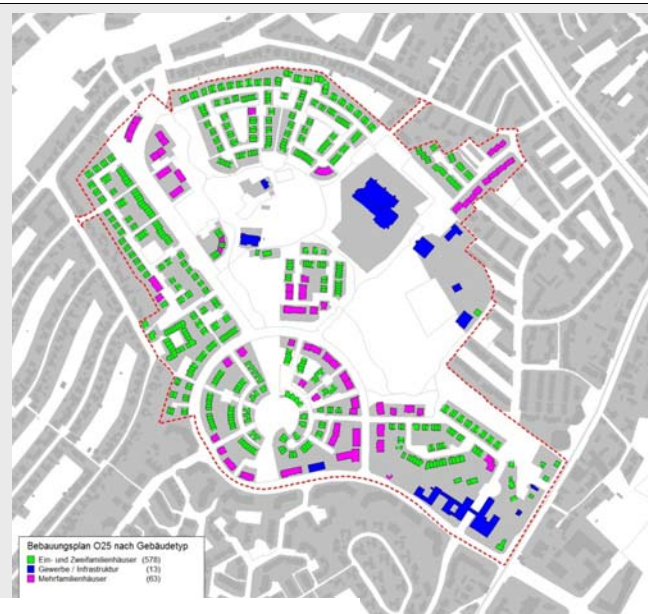 Bebauungsplan O25 nach Gebäudetyp
Ein- und Zweifamilienhäuser (578)
Gewerbe / Infrastruktur (13)
Mehrfamilienhäuser (63)